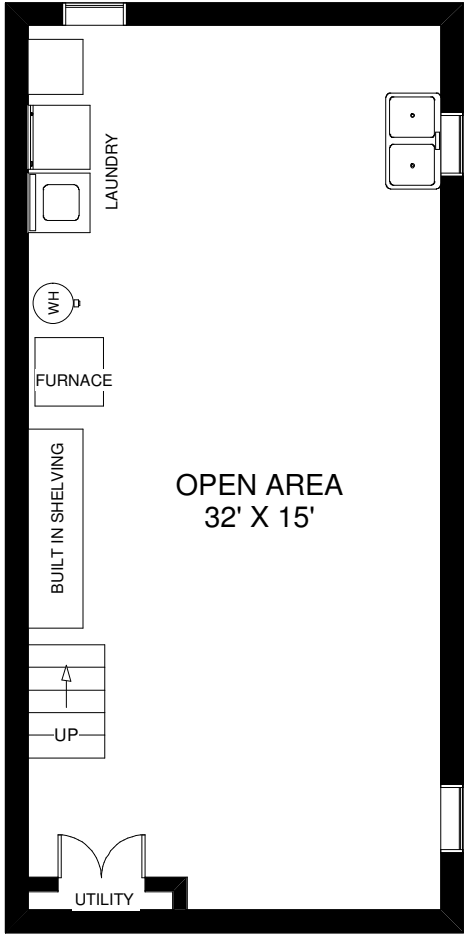 LAUNDRY
WH
FURNACE
BUILT IN SHELVING
OPEN AREA
32' X 15'
UP
UTILITY